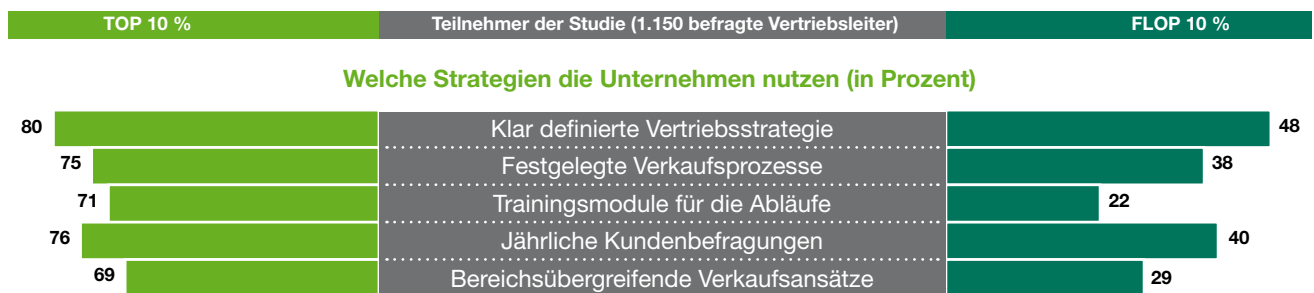 TOP 10 % Teilnehmer der Studie (1.150 befragte Vertriebsleiter) FLOP 10 %
Welche Strategien die Unternehmen nutzen (in Prozent)
80 Klar definierte Vertriebsstrategie 48
75 Festgelegte Verkaufsprozesse 38
71 Trainingsmodule für die Abläufe 22
76 Jährliche Kundenbefragungen 40
69 Bereichsübergreifende Verkaufsansätze 29